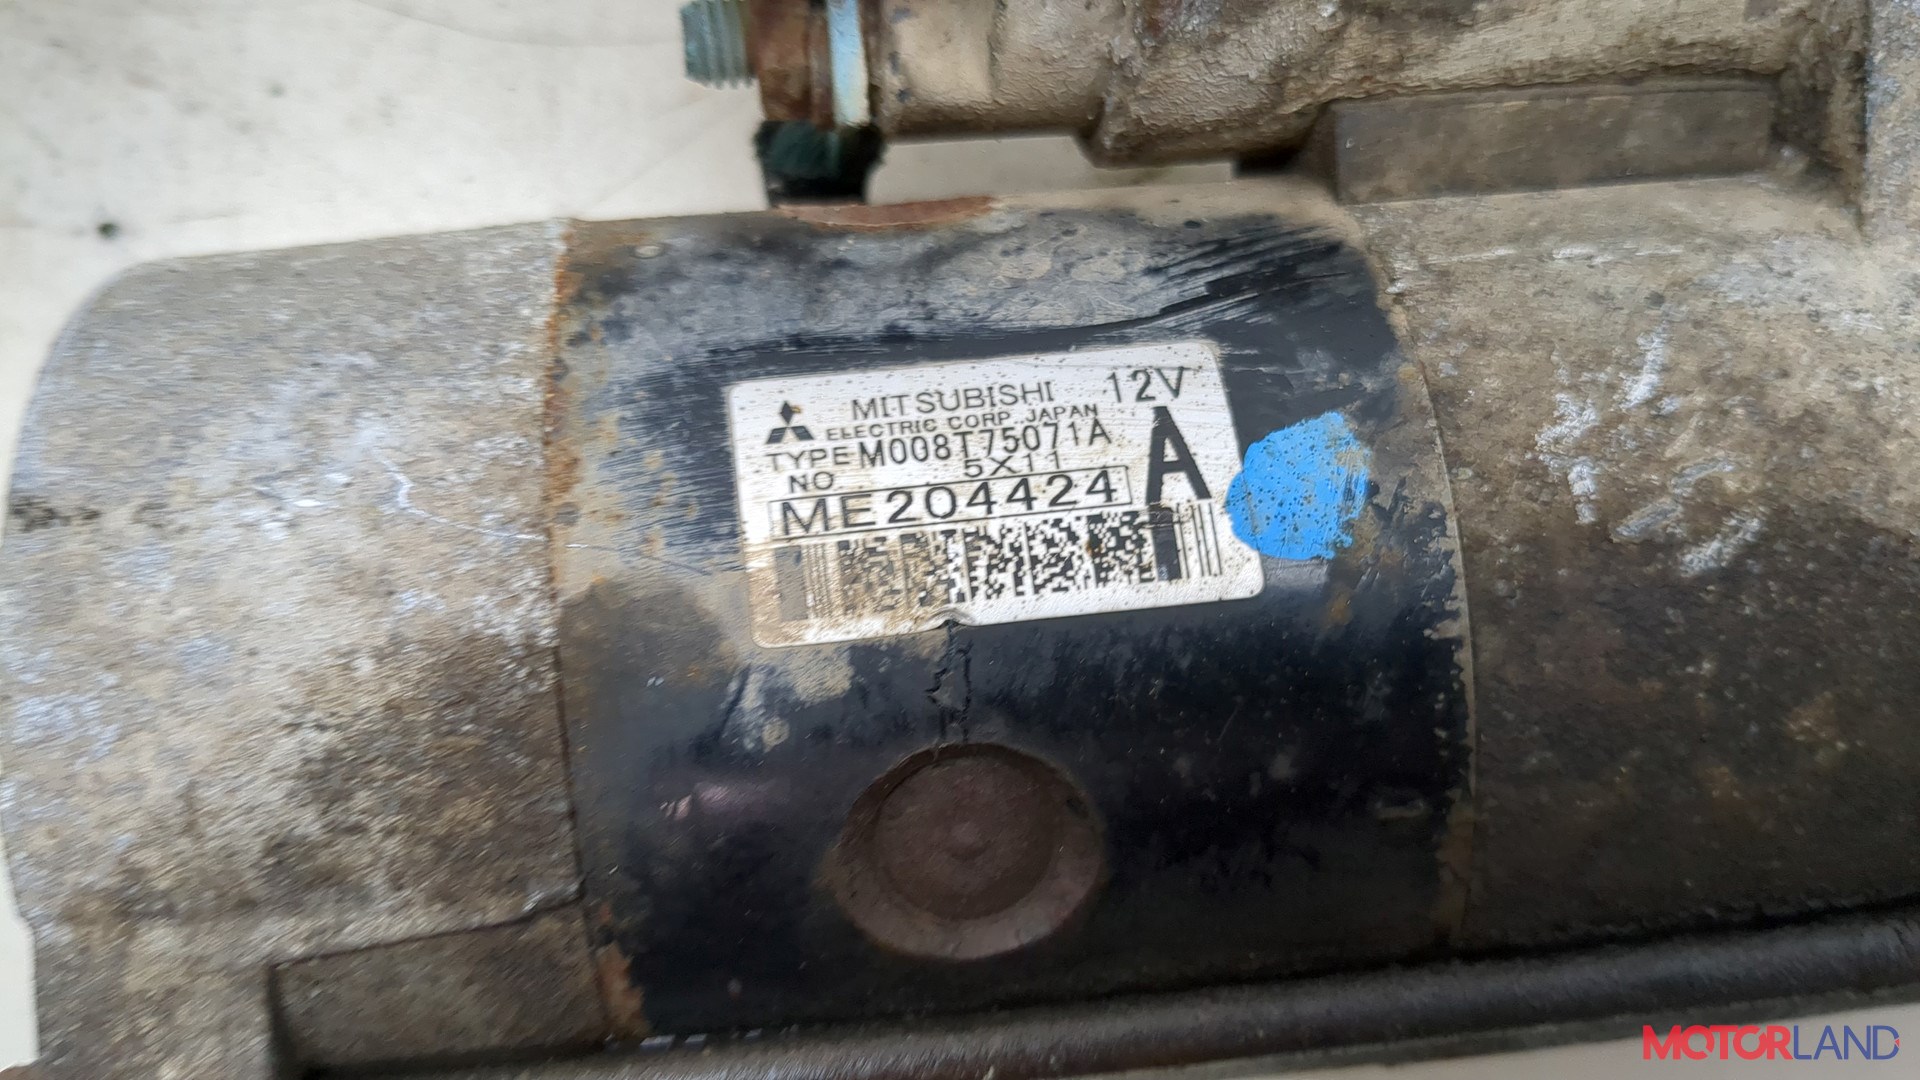 MITSUBISHI 12V
ELECTRIC CORP. JAPAN
TYPE M008T75071A
NO 5X11
ME204424 A
MOTORLAND